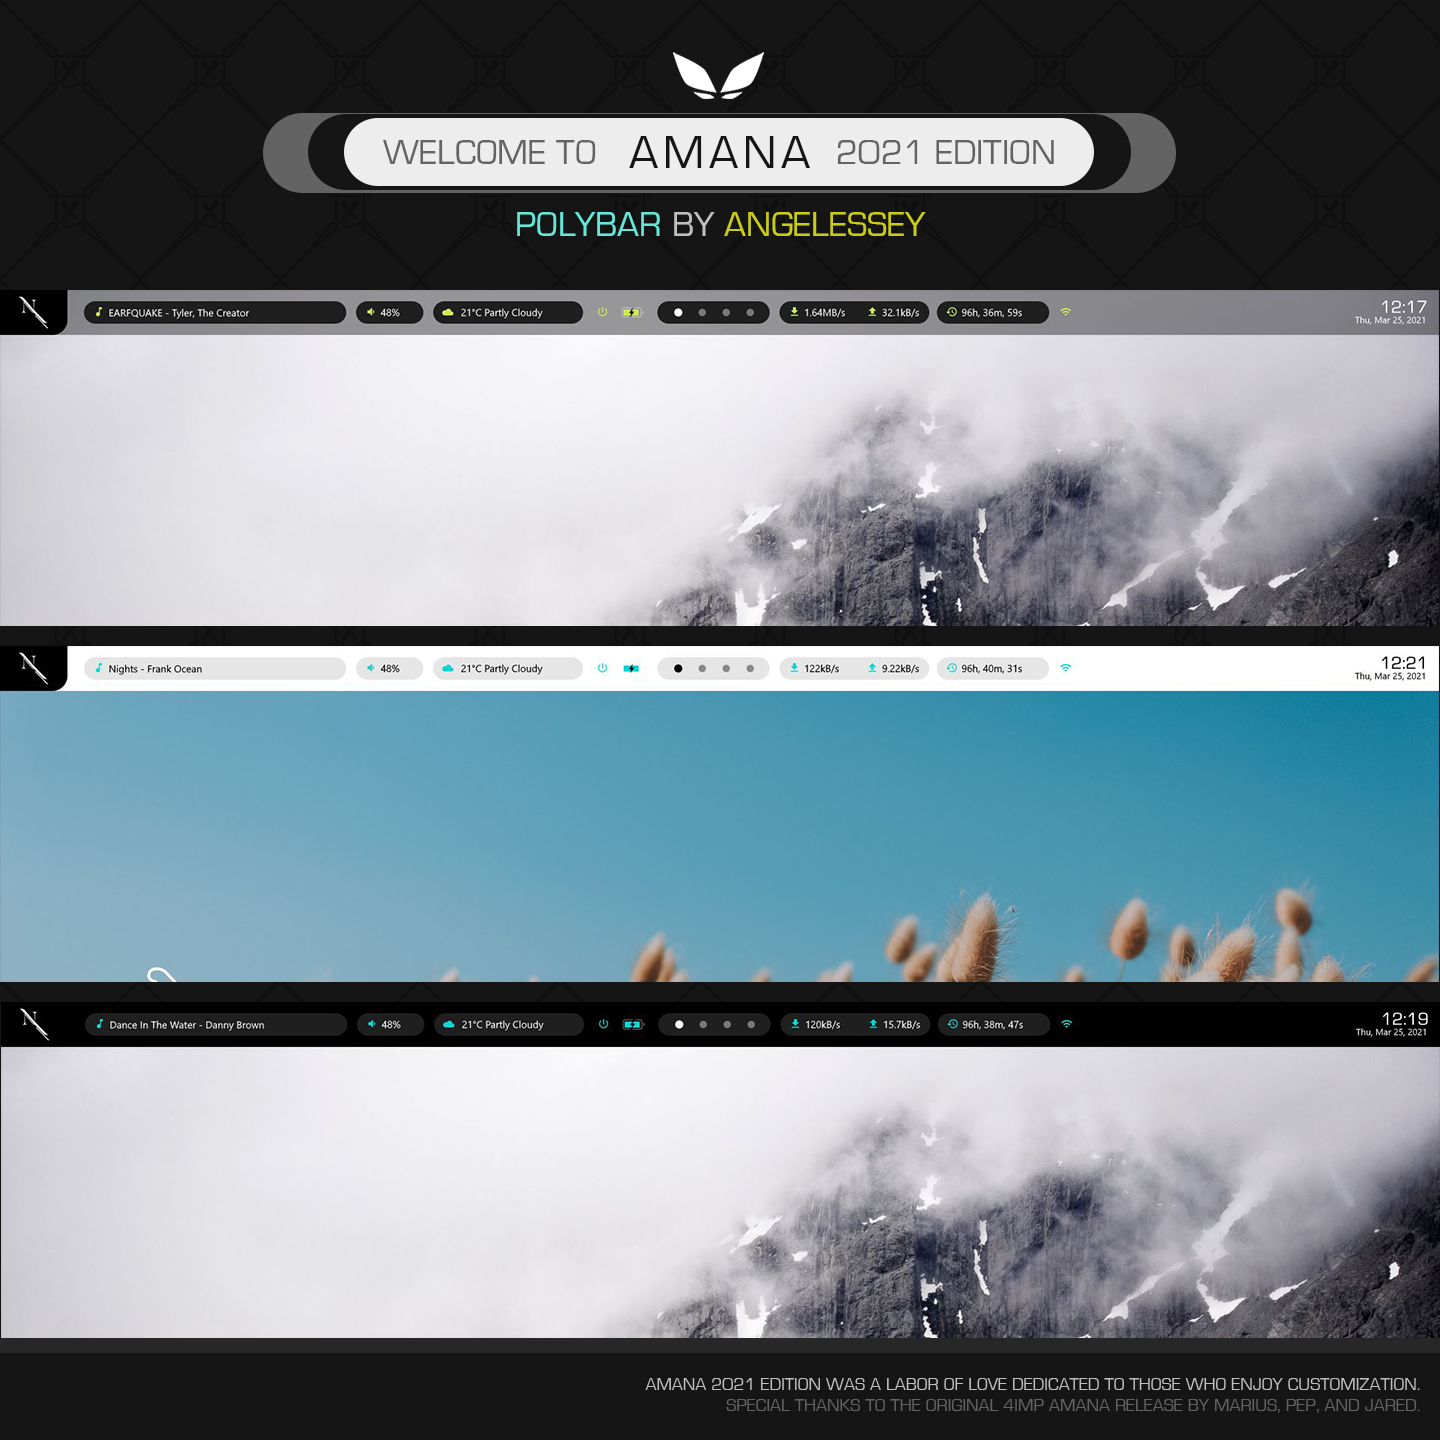 WELCOME TO AMANA 2021 EDITION
POLYBAR BY ANGELESSEY
N EARFQUAKE - Tyler, The Creator 48% 21°C Partly Cloudy 1.64MB/s 32.1kB/s 96h, 36m, 59s 12:17
Thu, Mar 25, 2021
N Nights - Frank Ocean 48% 21°C Partly Cloudy 122kB/s 9.22kB/s 96h, 40m, 31s 12:21
Thu, Mar 25, 2021
N Dance In The Water - Danny Brown 48% 21°C Partly Cloudy 120kB/s 15.7kB/s 96h, 38m, 47s 12:19
Thu, Mar 25, 2021
AMANA 2021 EDITION WAS A LABOR OF LOVE DEDICATED TO THOSE WHO ENJOY CUSTOMIZATION.
SPECIAL THANKS TO THE ORIGINAL 4IMP AMANA RELEASE BY MARIUS, PEP, AND JARED.